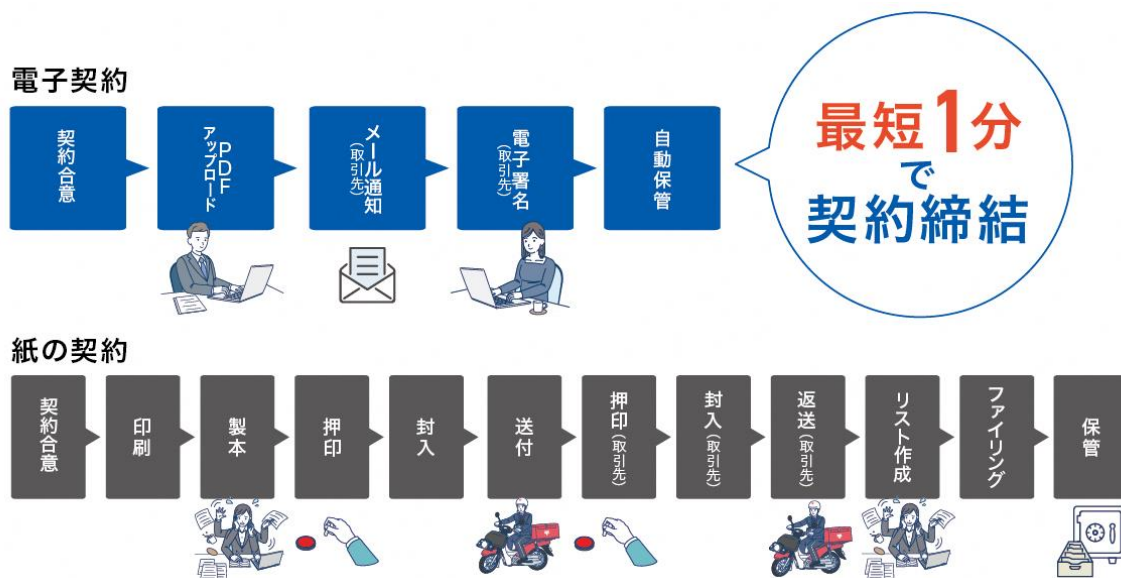 電子契約
契約合意
PDF
アップロード
メール通知
(取引先)
電子署名
(取引先)
自動保管
最短1分
で
契約締結
紙の契約
契約合意
印刷
製本
押印
封入
送付
押印(取引先)
封入(取引先)
返送(取引先)
リスト作成
ファイリング
保管